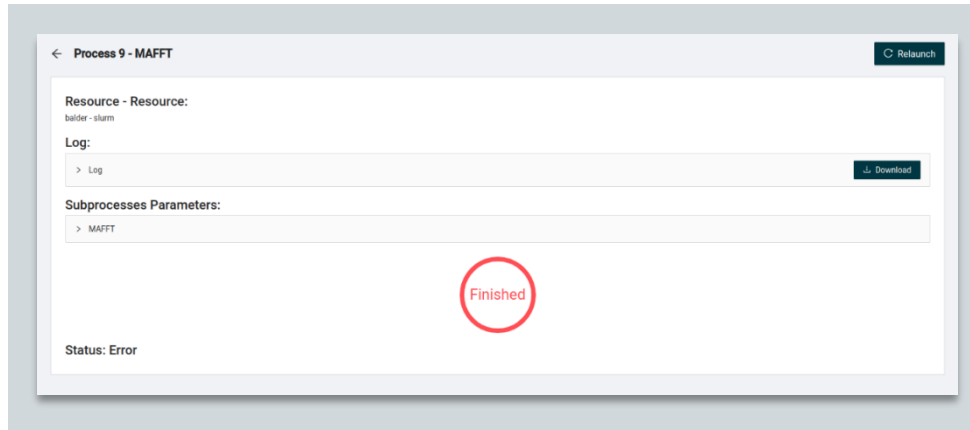 Process 9 - MAFFT
Relaunch
Resource - Resource:
balder - slurm
Log:
Log
Download
Subprocesses Parameters:
MAFFT
Finished
Status: Error